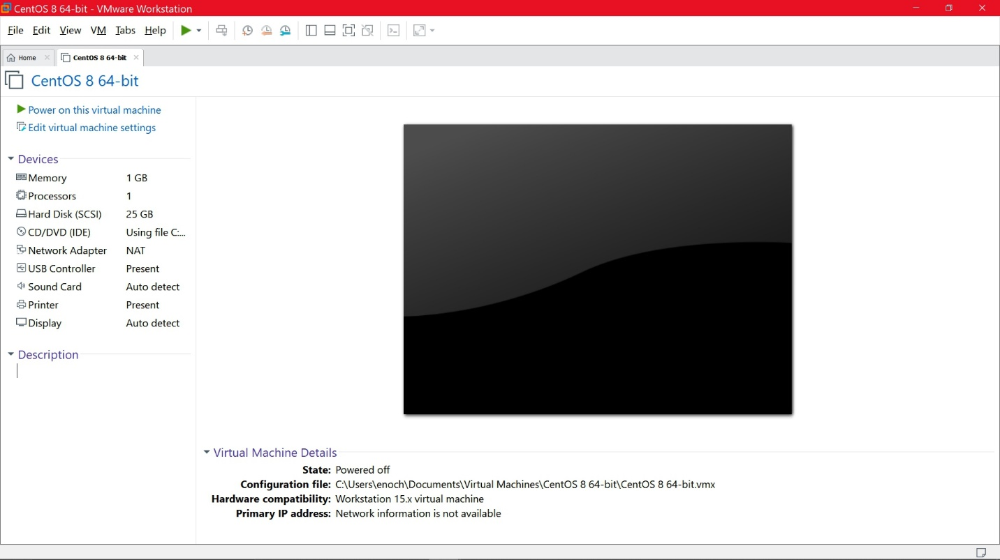 CentOS 8 64-bit - VMware Workstation
File Edit View VM Tabs Help
Home CentOS 8 64-bit
CentOS 8 64-bit
Power on this virtual machine
Edit virtual machine settings
Devices
Memory 1 GB
Processors 1
Hard Disk (SCSI) 25 GB
CD/DVD (IDE) Using file C:...
Network Adapter NAT
USB Controller Present
Sound Card Auto detect
Printer Present
Display Auto detect
Description
Virtual Machine Details
State: Powered off
Configuration file: C:\Users\enoch\Documents\Virtual Machines\CentOS 8 64-bit\CentOS 8 64-bit.vmx
Hardware compatibility: Workstation 15.x virtual machine
Primary IP address: Network information is not available